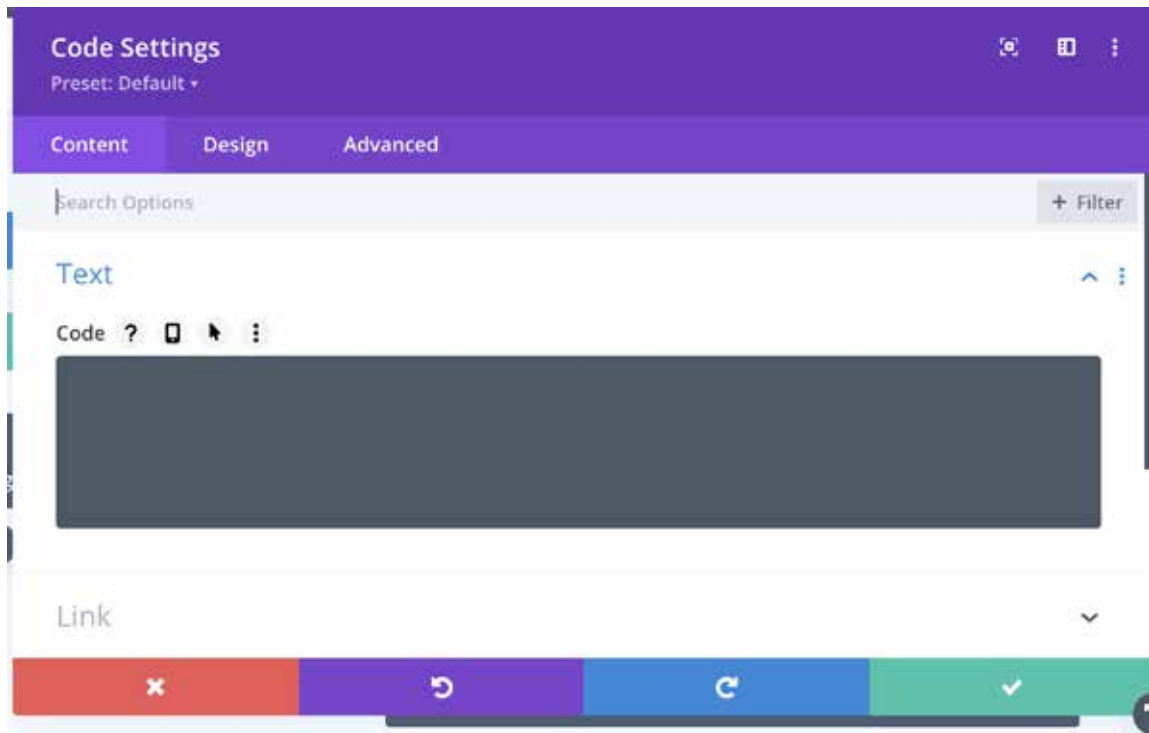 Code Settings
Preset: Default
Content Design Advanced
Search Options
+ Filter
Text
Code ?
Link